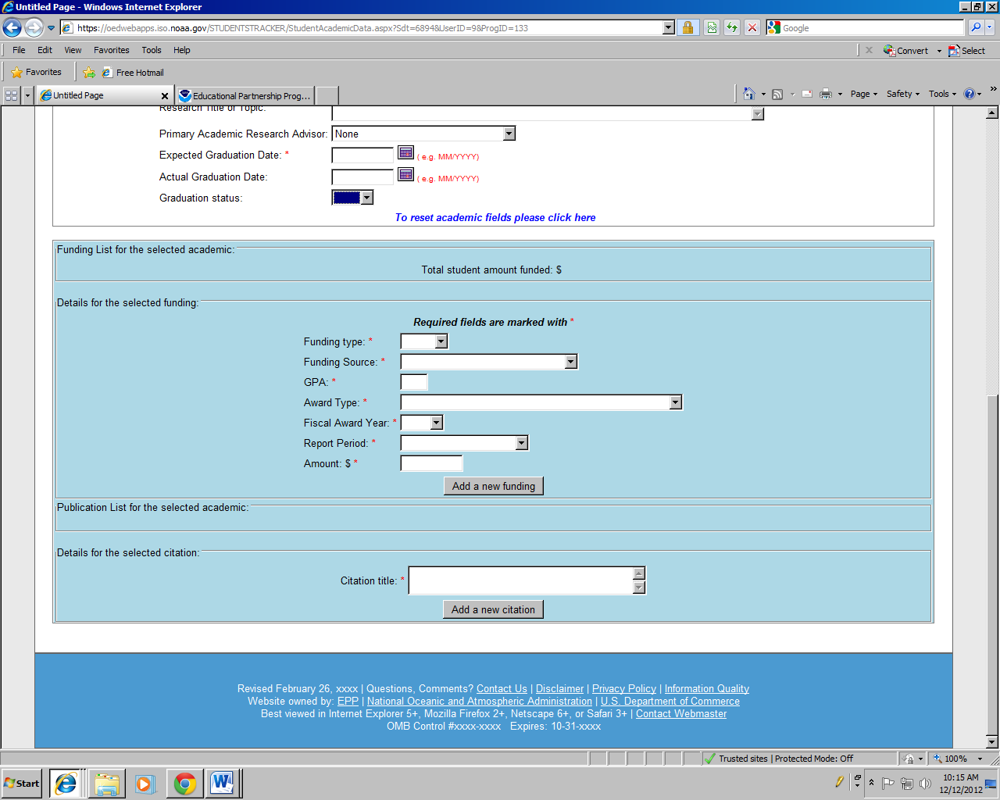 Untitled Page - Windows Internet Explorer
https://oedwebapps.iso.noaa.gov/STUDENTSTRACKER/StudentAcademicData.aspx?Sdt=6894&UserID=9&ProgID=133
Google
File Edit View Favorites Tools Help
Convert Select
Favorites Free Hotmail
Untitled Page Educational Partnership Prog...
Page Safety Tools
Research Title or Topic:
Primary Academic Research Advisor: None
Expected Graduation Date: * ( e.g. MM/YYYY)
Actual Graduation Date: ( e.g. MM/YYYY)
Graduation status:
To reset academic fields please click here
Funding List for the selected academic:
Total student amount funded: $
Details for the selected funding:
Required fields are marked with *
Funding type: *
Funding Source: *
GPA: *
Award Type: *
Fiscal Award Year: *
Report Period: *
Amount: $ *
Add a new funding
Publication List for the selected academic:
Details for the selected citation:
Citation title: *
Add a new citation
Revised February 26, xxxx | Questions, Comments? Contact Us | Disclaimer | Privacy Policy | Information Quality
Website owned by: EPP | National Oceanic and Atmospheric Administration | U.S. Department of Commerce
Best viewed in Internet Explorer 5+, Mozilla Firefox 2+, Netscape 6+, or Safari 3+ | Contact Webmaster
OMB Control #xxxx-xxxx Expires: 10-31-xxxx
Trusted sites | Protected Mode: Off 100%
Start
10:15 AM
12/12/2012